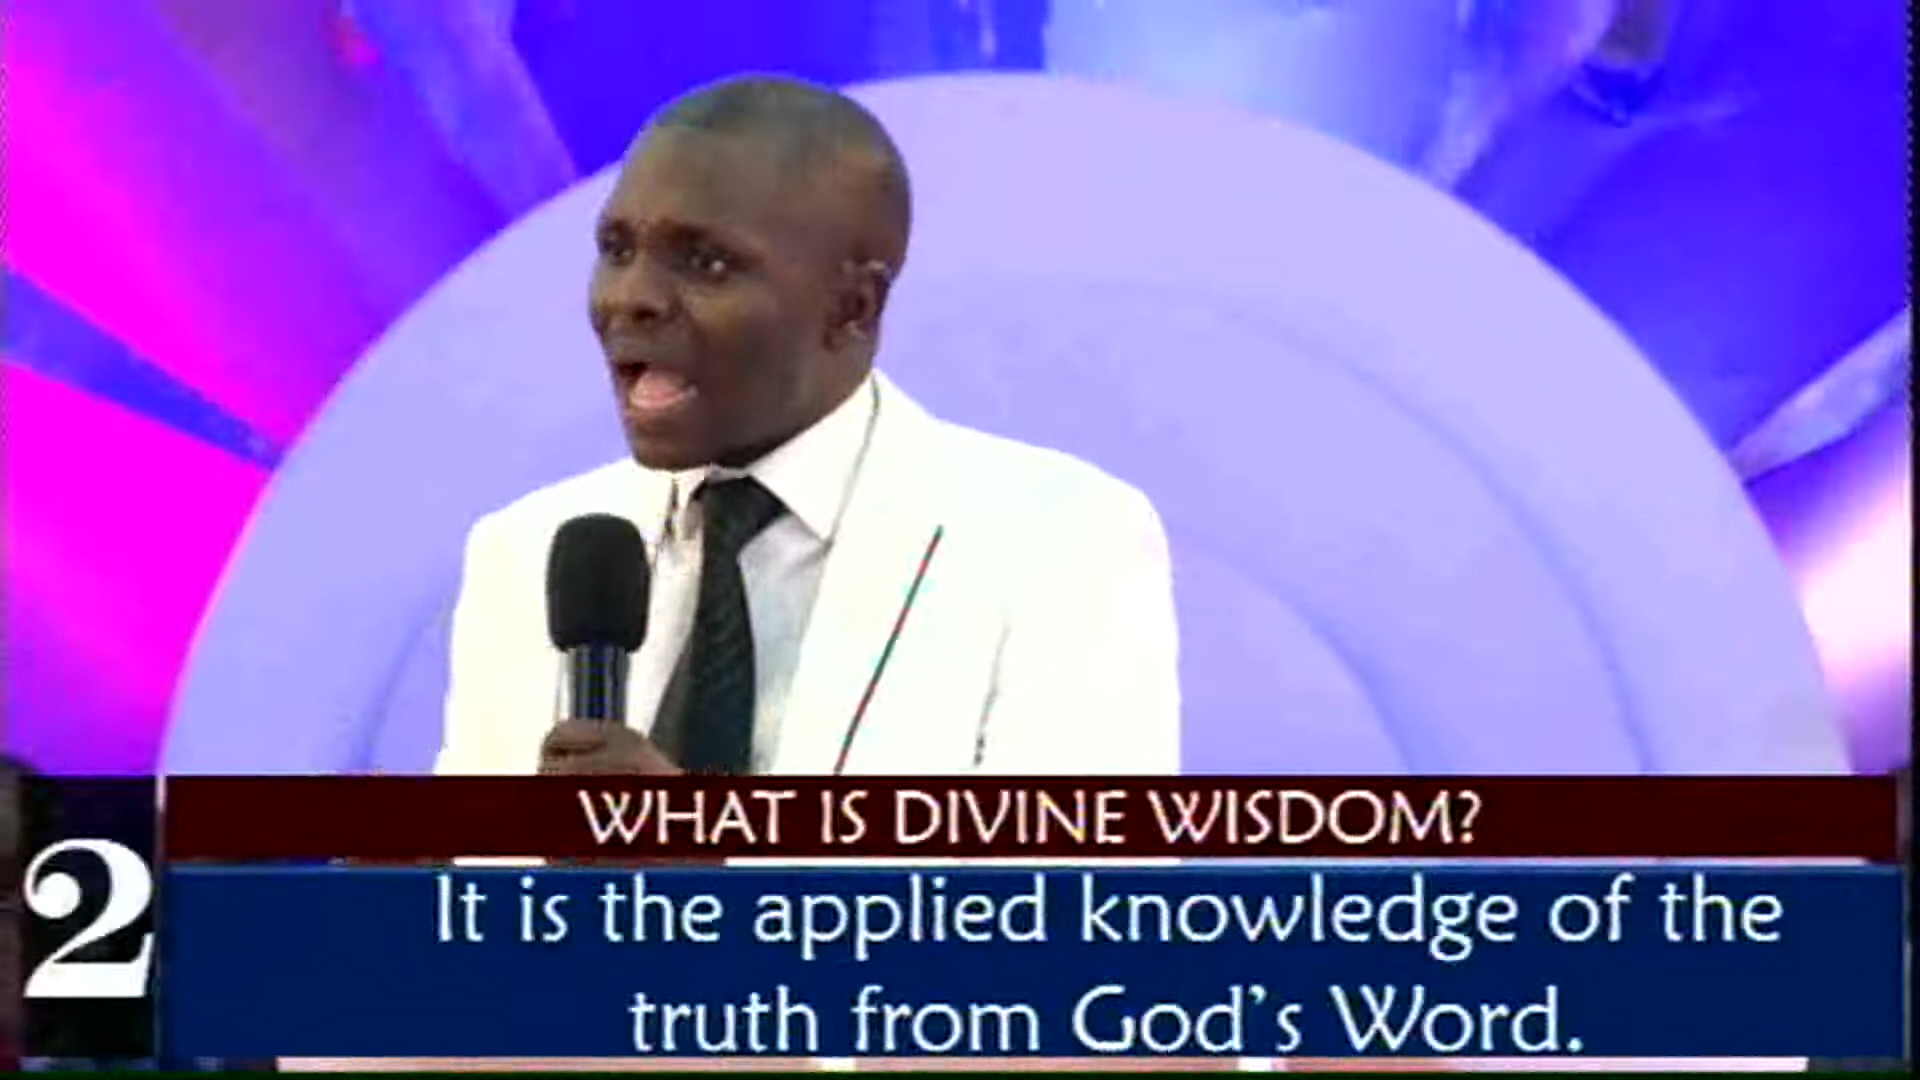 WHAT IS DIVINE WISDOM?
2
It is the applied knowledge of the
truth from God's Word.